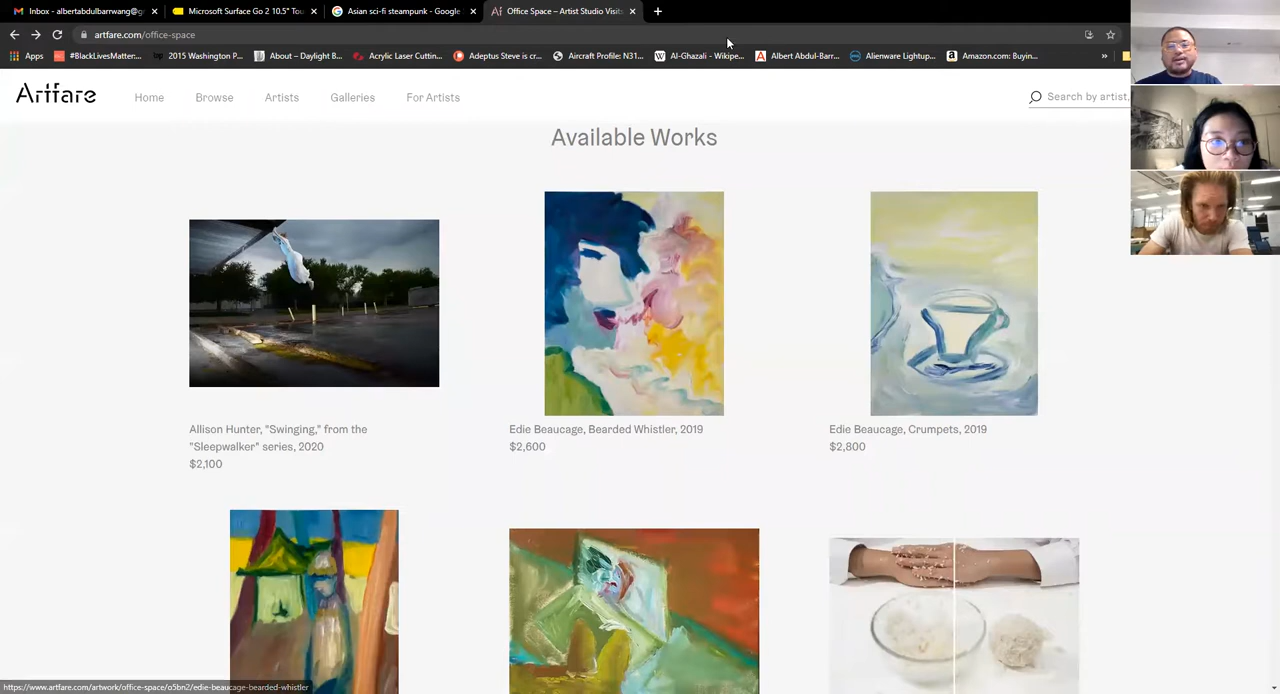 Inbox - albertabdulbarrwang@gr
Microsoft Surface Go 2 10.5" Tou
Asian sci-fi steampunk - Google
Office Space – Artist Studio Visits
artfare.com/office-space
Apps
#BlackLivesMatter:...
2015 Washington P...
About – Daylight B...
Acrylic Laser Cuttin...
Adeptus Steve is cr...
Aircraft Profile: N31...
Al-Ghazali - Wikipe...
Albert Abdul-Barr...
Alienware Lightup...
Amazon.com: Buyin...
Artfare
Home
Browse
Artists
Galleries
For Artists
Search by artist,
Available Works
Allison Hunter, "Swinging," from the
"Sleepwalker" series, 2020
$2,100
Edie Beaucage, Bearded Whistler, 2019
$2,600
Edie Beaucage, Crumpets, 2019
$2,800
https://www.artfare.com/artwork/office-space/o5bn2/edie-beaucage-bearded-whistler